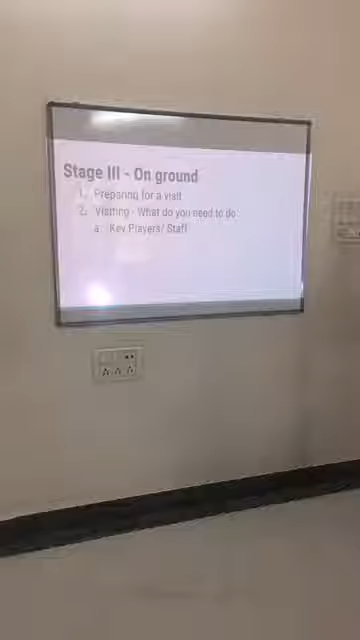 Stage III - On ground
1. Preparing for a visit
2. Visiting - What do you need to do
a. Key Players/ Staff